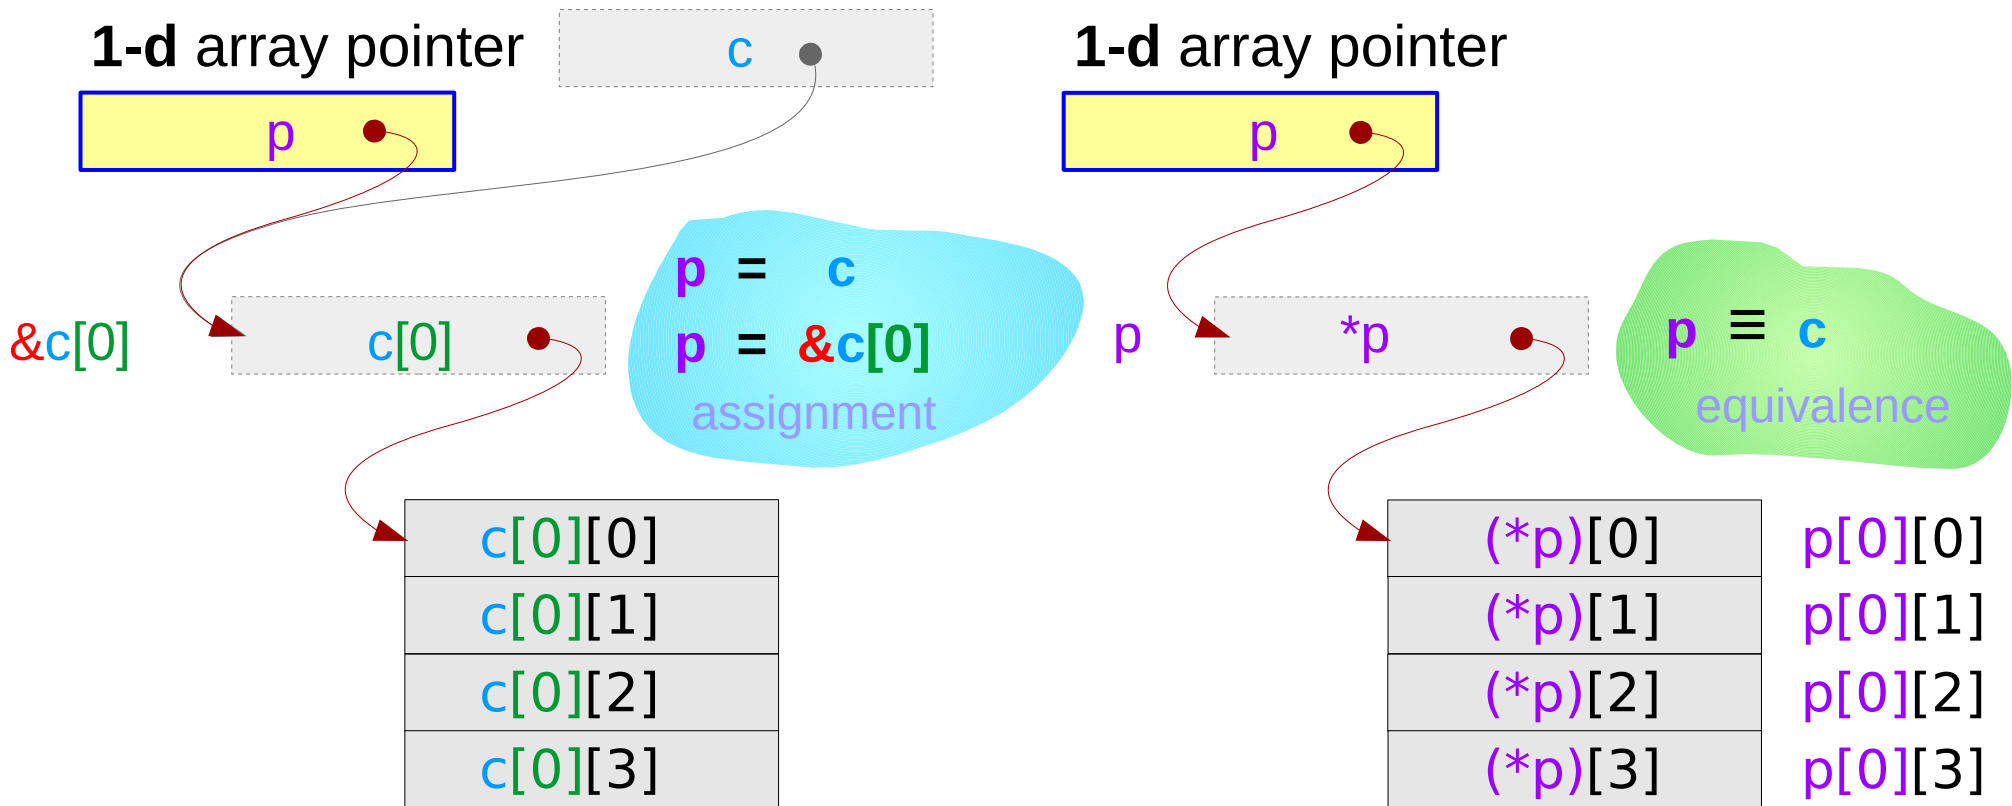 1-d array pointer
c
p
&c[0]
c[0]
p = c
p = &c[0]
assignment
c[0][0]
c[0][1]
c[0][2]
c[0][3]
1-d array pointer
p
p
*p
p ≡ c
equivalence
(*p)[0] p[0][0]
(*p)[1] p[0][1]
(*p)[2] p[0][2]
(*p)[3] p[0][3]